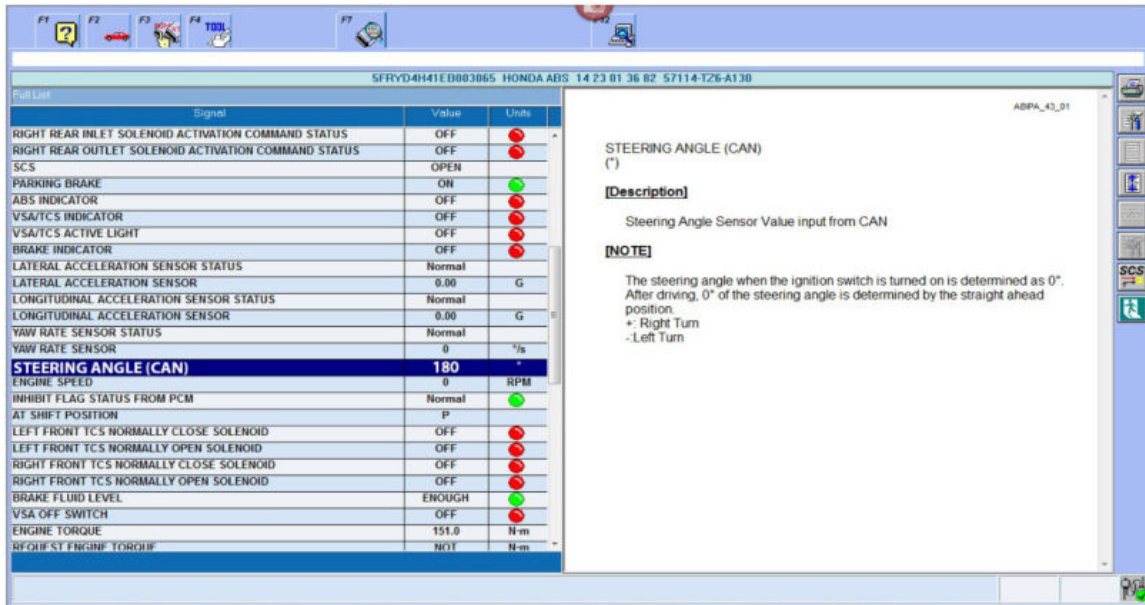 F1 F2 F3 F4 TOOL F7 F12
5FRYD4H41EB003065 HONDA ABS 14 23 01 36 82 57114-TZ6-A130
Full List
Signal Value Units
RIGHT REAR INLET SOLENOID ACTIVATION COMMAND STATUS OFF
RIGHT REAR OUTLET SOLENOID ACTIVATION COMMAND STATUS OFF
SCS OPEN
PARKING BRAKE ON
ABS INDICATOR OFF
VSA/TCS INDICATOR OFF
VSA/TCS ACTIVE LIGHT OFF
BRAKE INDICATOR OFF
LATERAL ACCELERATION SENSOR STATUS Normal
LATERAL ACCELERATION SENSOR 0.00 G
LONGITUDINAL ACCELERATION SENSOR STATUS Normal
LONGITUDINAL ACCELERATION SENSOR 0.00 G
YAW RATE SENSOR STATUS Normal
YAW RATE SENSOR 0 °/s
STEERING ANGLE (CAN) 180 °
ENGINE SPEED 0 RPM
INHIBIT FLAG STATUS FROM PCM Normal
AT SHIFT POSITION P
LEFT FRONT TCS NORMALLY CLOSE SOLENOID OFF
LEFT FRONT TCS NORMALLY OPEN SOLENOID OFF
RIGHT FRONT TCS NORMALLY CLOSE SOLENOID OFF
RIGHT FRONT TCS NORMALLY OPEN SOLENOID OFF
BRAKE FLUID LEVEL ENOUGH
VSA OFF SWITCH OFF
ENGINE TORQUE 151.0 N·m
REQUEST ENGINE TORQUE NOT N·m
ABIPA_43_01
STEERING ANGLE (CAN)
(°)
[Description]
Steering Angle Sensor Value input from CAN
[NOTE]
The steering angle when the ignition switch is turned on is determined as 0°.
After driving, 0° of the steering angle is determined by the straight ahead
position.
+: Right Turn
-:Left Turn
SCS